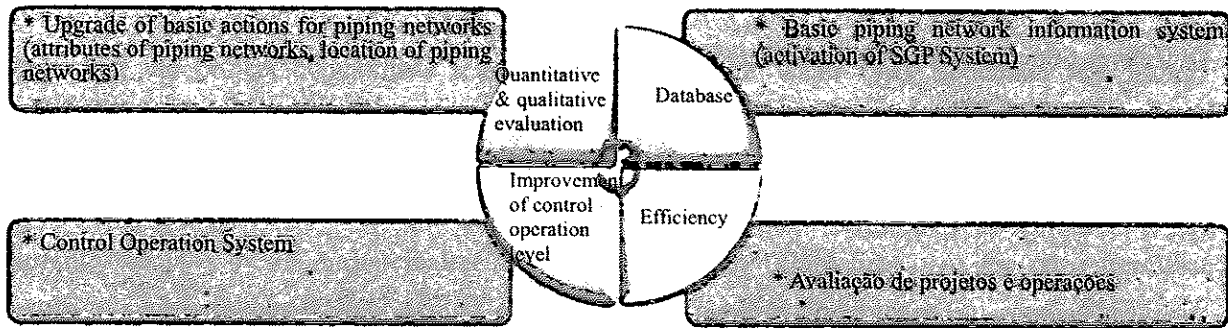 * Upgrade of basic actions for piping networks
(attributes of piping networks, location of piping
networks)
* Basic piping network information system
(activation of SGP System)
Quantitative
& qualitative
evaluation
Database
Improvemen
of control
operation
level
Efficiency
* Control Operation System
* Avaliação de projetos e operações